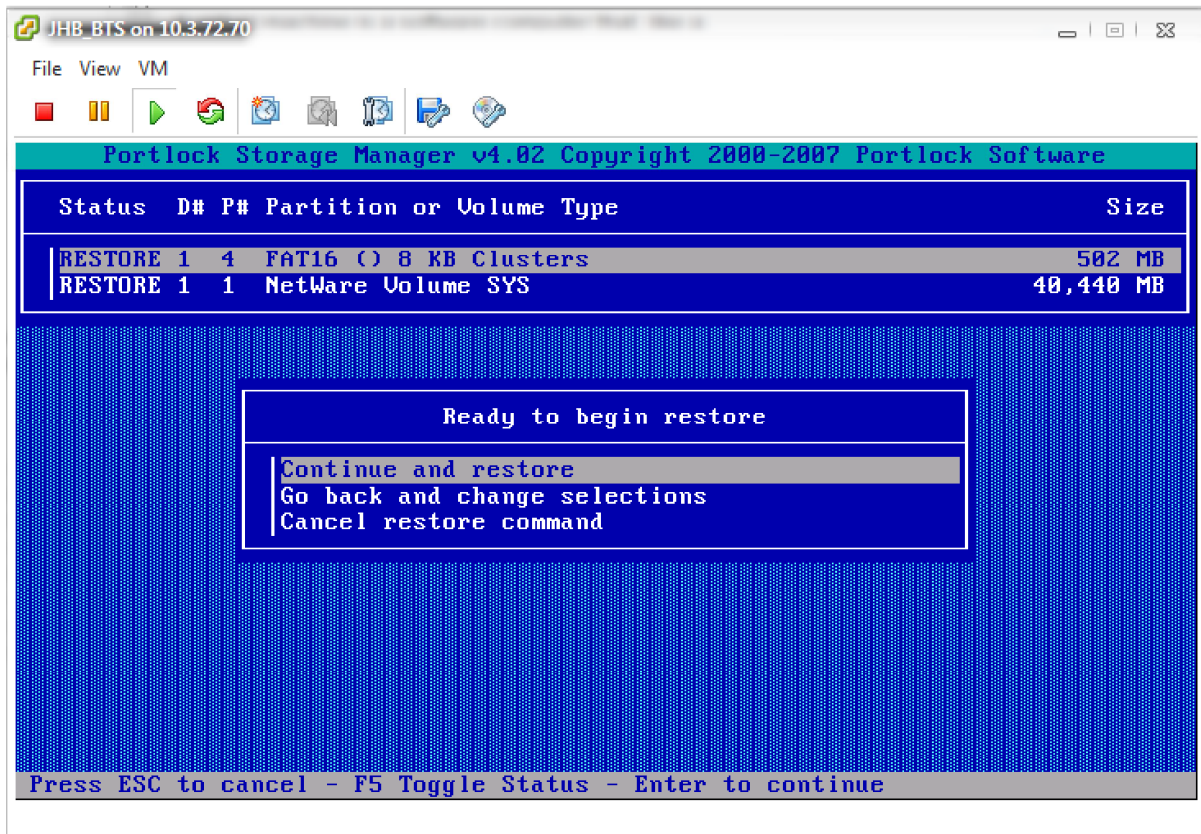 JHB_BTS on 10.3.72.70
File View VM
Portlock Storage Manager v4.02 Copyright 2000-2007 Portlock Software
Status D# P# Partition or Volume Type Size
RESTORE 1 4 FAT16 () 8 KB Clusters 502 MB
RESTORE 1 1 NetWare Volume SYS 40,440 MB
Ready to begin restore
Continue and restore
Go back and change selections
Cancel restore command
Press ESC to cancel - F5 Toggle Status - Enter to continue